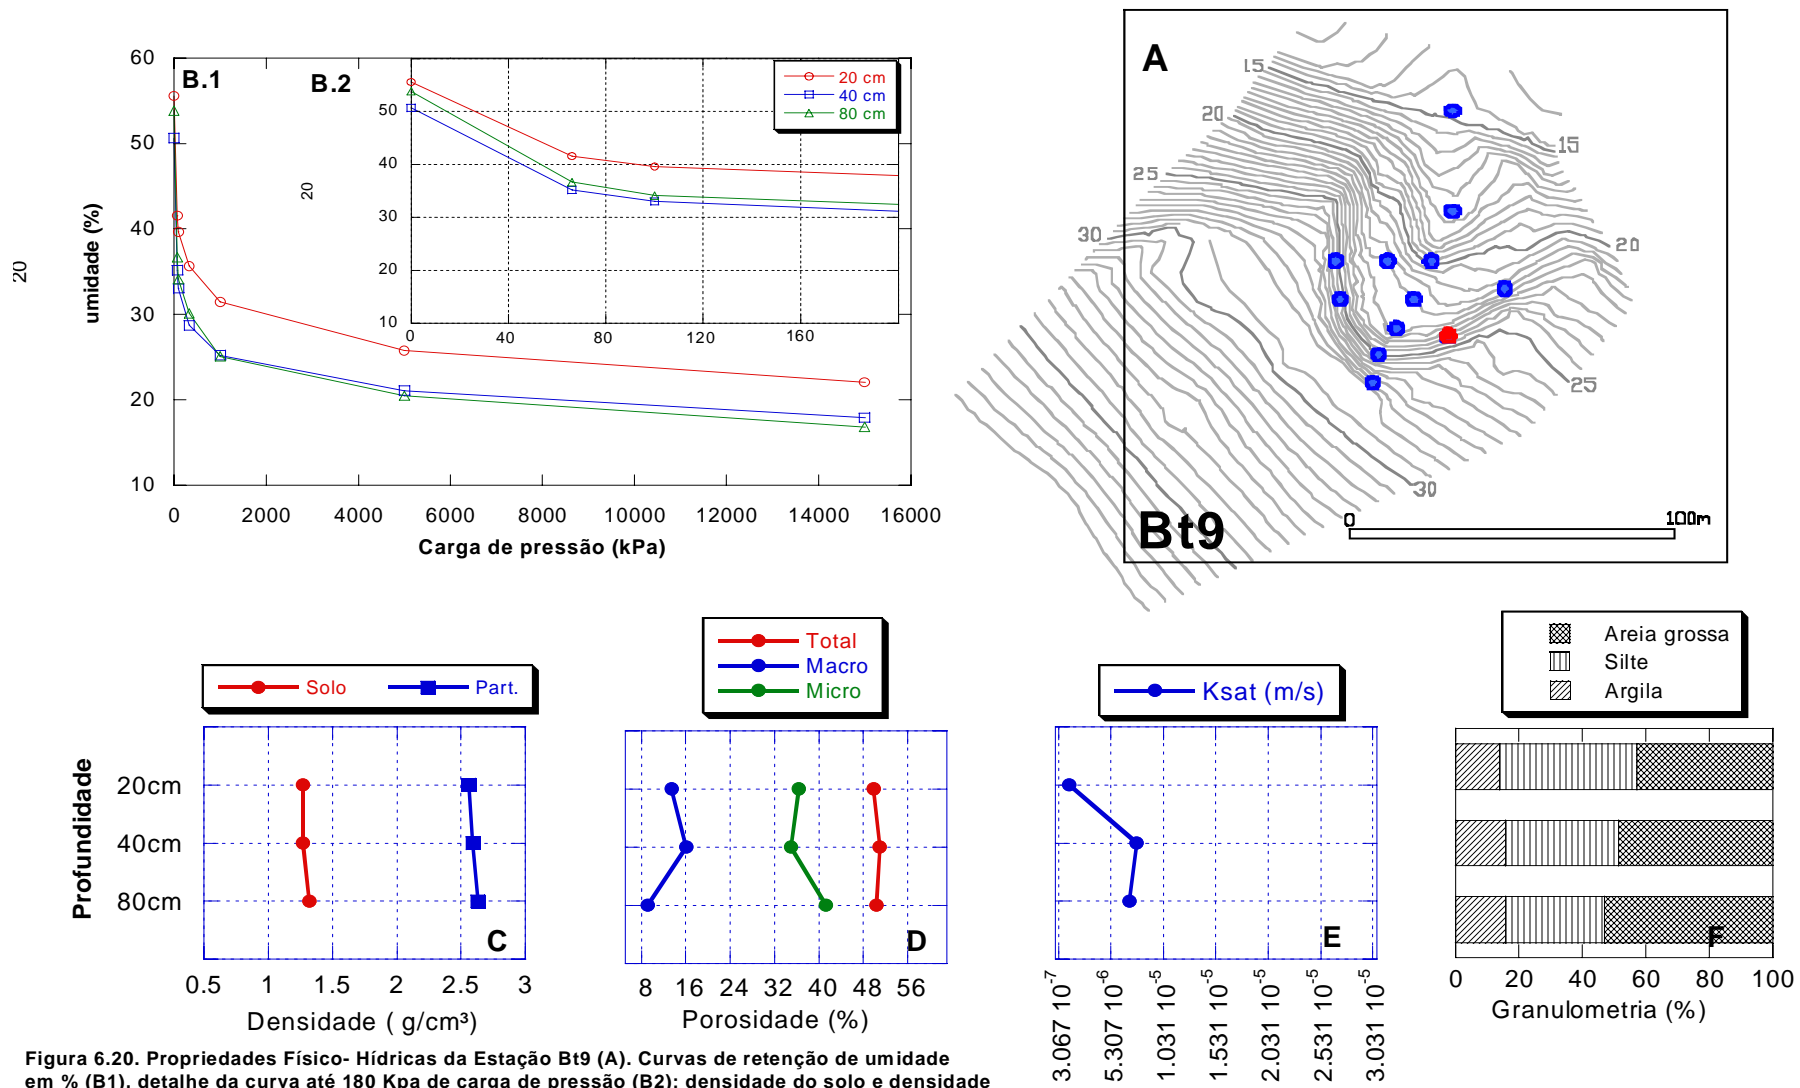 60
50
40
30
20
10
B.1
B.2
umidade (%)
20
20
50
40
30
20
10
0 40 80 120 160
20 cm
40 cm
80 cm
0 2000 4000 6000 8000 10000 12000 14000 16000
Carga de pressão (kPa)
A
15
20
25
30
15
20
25
30
0 100m
Bt9
Solo Part.
Profundidade
20cm
40cm
80cm
C
0.5 1 1.5 2 2.5 3
Densidade ( g/cm³)
Total
Macro
Micro
D
8 16 24 32 40 48 56
Porosidade (%)
Ksat (m/s)
E
3.067 10⁻⁷
5.307 10⁻⁶
1.031 10⁻⁵
1.531 10⁻⁵
2.031 10⁻⁵
2.531 10⁻⁵
3.031 10⁻⁵
Areia grossa
Silte
Argila
F
0 20 40 60 80 100
Granulometria (%)
Figura 6.20. Propriedades Físico- Hídricas da Estação Bt9 (A). Curvas de retenção de umidade
em % (B1), detalhe da curva até 180 Kpa de carga de pressão (B2); densidade do solo e densidade